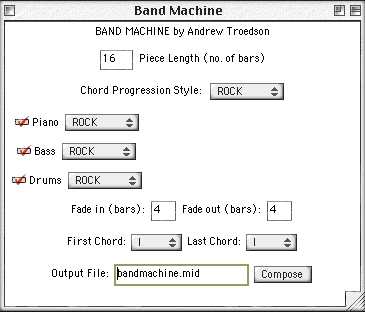 Band Machine
BAND MACHINE by Andrew Troedson
16 Piece Length (no. of bars)
Chord Progression Style: ROCK
Piano ROCK
Bass ROCK
Drums ROCK
Fade in (bars): 4 Fade out (bars): 4
First Chord: I Last Chord: I
Output File: bandmachine.mid Compose